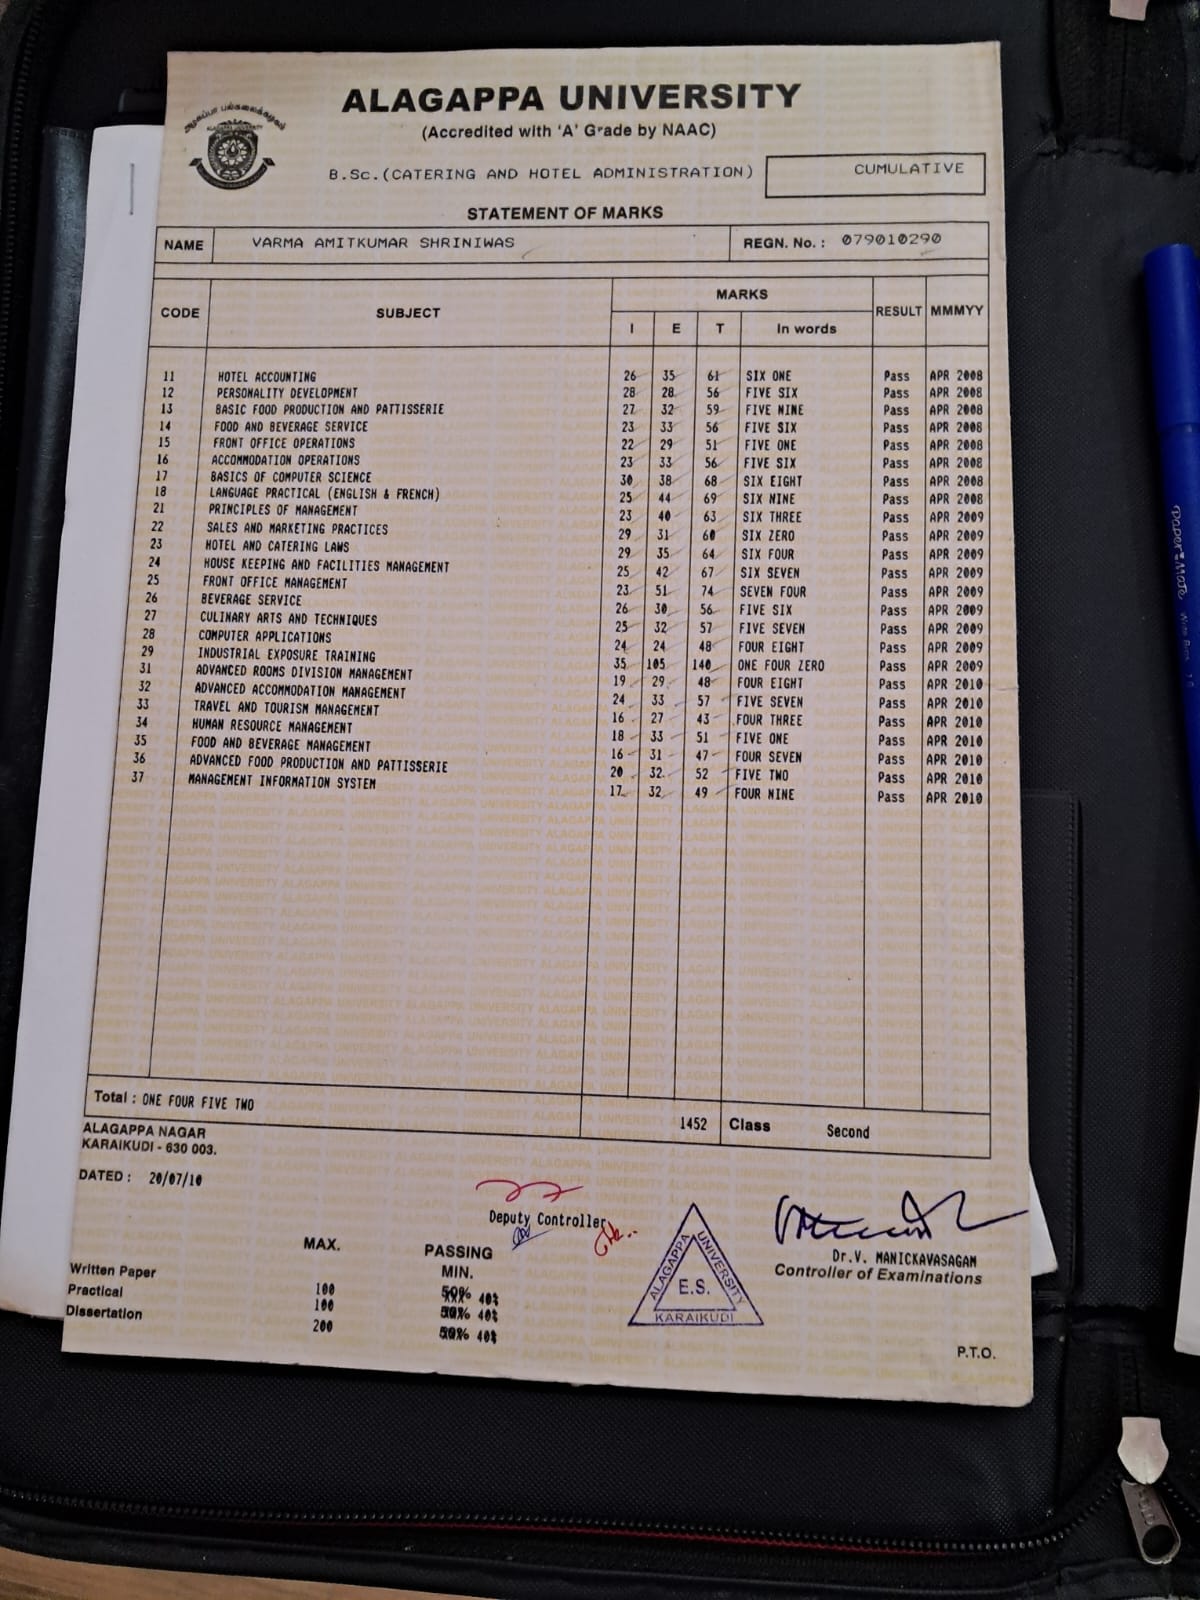 ALAGAPPA UNIVERSITY
(Accredited with 'A' Grade by NAAC)
அழகப்பா பல்கலைக்கழகம்
B.Sc.(CATERING AND HOTEL ADMINISTRATION)
CUMULATIVE
STATEMENT OF MARKS
NAME VARMA AMITKUMAR SHRINIWAS REGN. No. : 079010290
CODE SUBJECT MARKS RESULT MMMYY
I E T In words
11 HOTEL ACCOUNTING 26 35 61 SIX ONE Pass APR 2008
12 PERSONALITY DEVELOPMENT 28 28 56 FIVE SIX Pass APR 2008
13 BASIC FOOD PRODUCTION AND PATTISSERIE 27 32 59 FIVE NINE Pass APR 2008
14 FOOD AND BEVERAGE SERVICE 23 33 56 FIVE SIX Pass APR 2008
15 FRONT OFFICE OPERATIONS 22 29 51 FIVE ONE Pass APR 2008
16 ACCOMMODATION OPERATIONS 23 33 56 FIVE SIX Pass APR 2008
17 BASICS OF COMPUTER SCIENCE 30 38 68 SIX EIGHT Pass APR 2008
18 LANGUAGE PRACTICAL (ENGLISH & FRENCH) 25 44 69 SIX NINE Pass APR 2008
21 PRINCIPLES OF MANAGEMENT 23 40 63 SIX THREE Pass APR 2009
22 SALES AND MARKETING PRACTICES 29 31 60 SIX ZERO Pass APR 2009
23 HOTEL AND CATERING LAWS 29 35 64 SIX FOUR Pass APR 2009
24 HOUSE KEEPING AND FACILITIES MANAGEMENT 25 42 67 SIX SEVEN Pass APR 2009
25 FRONT OFFICE MANAGEMENT 23 51 74 SEVEN FOUR Pass APR 2009
26 BEVERAGE SERVICE 26 30 56 FIVE SIX Pass APR 2009
27 CULINARY ARTS AND TECHNIQUES 25 32 57 FIVE SEVEN Pass APR 2009
28 COMPUTER APPLICATIONS 24 24 48 FOUR EIGHT Pass APR 2009
29 INDUSTRIAL EXPOSURE TRAINING 35 105 140 ONE FOUR ZERO Pass APR 2009
31 ADVANCED ROOMS DIVISION MANAGEMENT 19 29 48 FOUR EIGHT Pass APR 2010
32 ADVANCED ACCOMMODATION MANAGEMENT 24 33 57 FIVE SEVEN Pass APR 2010
33 TRAVEL AND TOURISM MANAGEMENT 16 27 43 FOUR THREE Pass APR 2010
34 HUMAN RESOURCE MANAGEMENT 18 33 51 FIVE ONE Pass APR 2010
35 FOOD AND BEVERAGE MANAGEMENT 16 31 47 FOUR SEVEN Pass APR 2010
36 ADVANCED FOOD PRODUCTION AND PATTISSERIE 20 32 52 FIVE TWO Pass APR 2010
37 MANAGEMENT INFORMATION SYSTEM 17 32 49 FOUR NINE Pass APR 2010
Total : ONE FOUR FIVE TWO 1452 Class Second
ALAGAPPA NAGAR
KARAIKUDI - 630 003.
DATED : 20/07/10
Deputy Controller
Dr.V. MANICKAVASAGAM
Controller of Examinations
ALAGAPPA UNIVERSITY
E.S.
KARAIKUDI
MAX. PASSING MIN.
Written Paper 100 50% 40%
Practical 100 50% 40%
Dissertation 200 50% 40%
P.T.O.
PaperMate